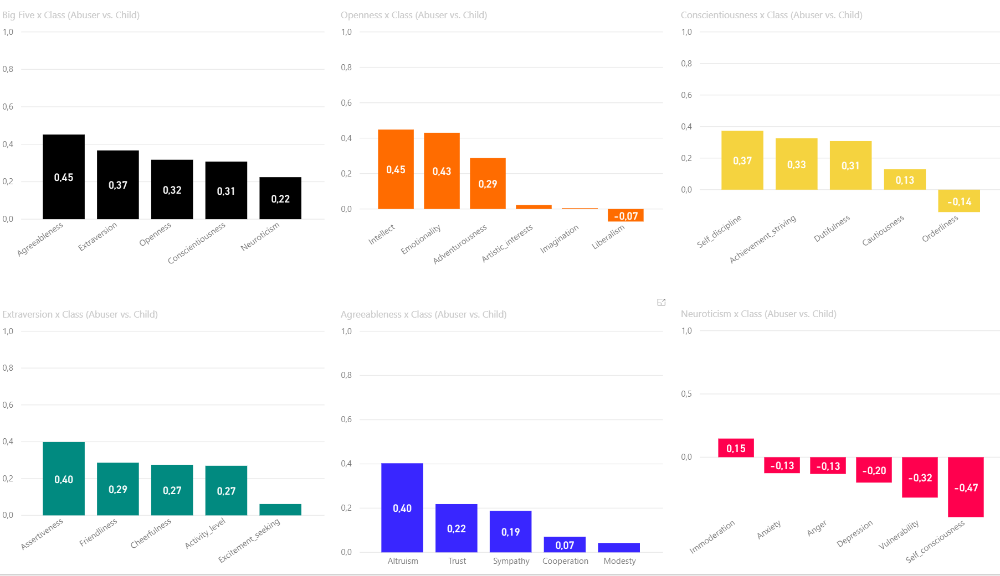 Big Five x Class (Abuser vs. Child)
1,0
0,8
0,6
0,4
0,2
0,0
0,45
0,37
0,32
0,31
0,22
Agreeableness
Extraversion
Openness
Conscientiousness
Neuroticism
Openness x Class (Abuser vs. Child)
1,0
0,8
0,6
0,4
0,2
0,0
0,45
0,43
0,29
-0,07
Intellect
Emotionality
Adventurousness
Artistic_interests
Imagination
Liberalism
Conscientiousness x Class (Abuser vs. Child)
1,0
0,8
0,6
0,4
0,2
0,0
0,37
0,33
0,31
0,13
-0,14
Self_discipline
Achievement_striving
Dutifulness
Cautiousness
Orderliness
Extraversion x Class (Abuser vs. Child)
1,0
0,8
0,6
0,4
0,2
0,0
0,40
0,29
0,27
0,27
Assertiveness
Friendliness
Cheerfulness
Activity_level
Excitement_seeking
Agreeableness x Class (Abuser vs. Child)
1,0
0,8
0,6
0,4
0,2
0,0
0,40
0,22
0,19
0,07
Altruism
Trust
Sympathy
Cooperation
Modesty
Neuroticism x Class (Abuser vs. Child)
1,0
0,5
0,0
0,15
-0,13
-0,13
-0,20
-0,32
-0,47
Immoderation
Anxiety
Anger
Depression
Vulnerability
Self_consciousness